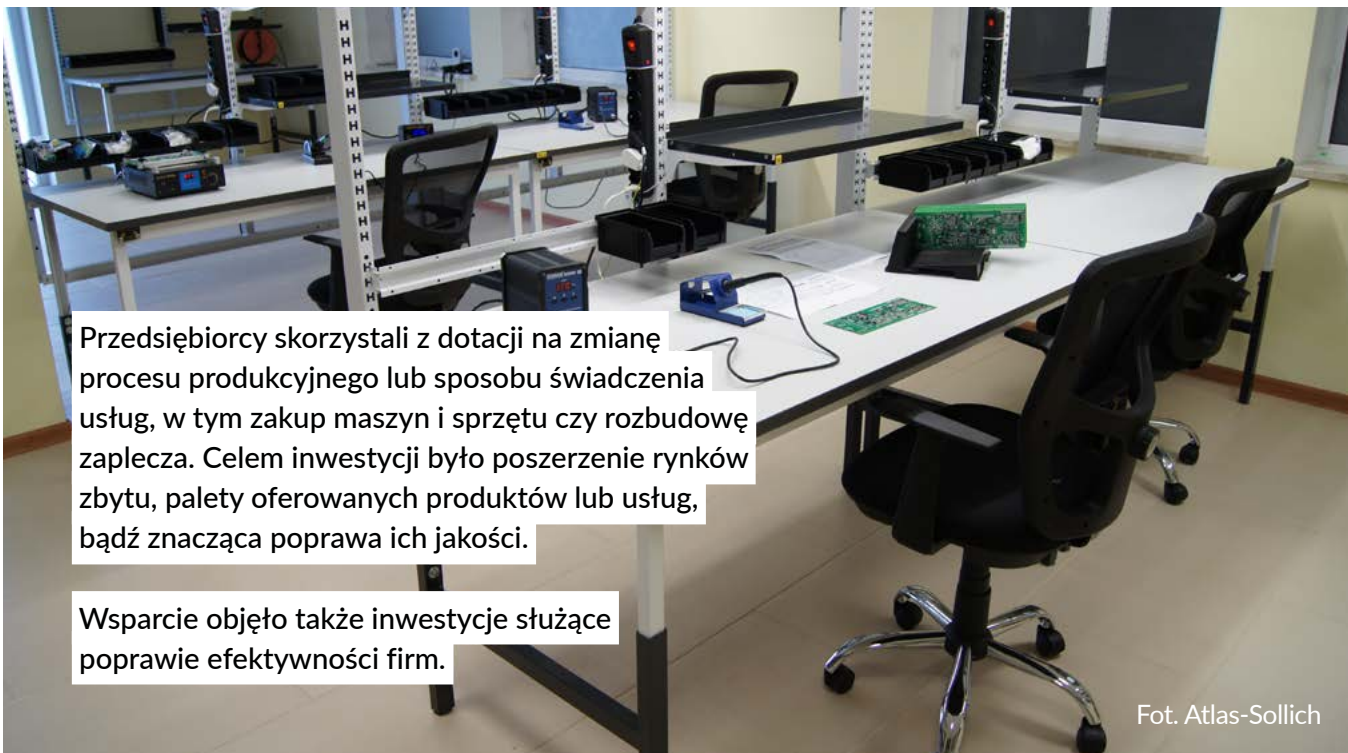 Przedsiębiorcy skorzystali z dotacji na zmianę
procesu produkcyjnego lub sposobu świadczenia
usług, w tym zakup maszyn i sprzętu czy rozbudowę
zaplecza. Celem inwestycji było poszerzenie rynków
zbytu, palety oferowanych produktów lub usług,
bądź znacząca poprawa ich jakości.
Wsparcie objęło także inwestycje służące
poprawie efektywności firm.
Fot. Atlas-Sollich